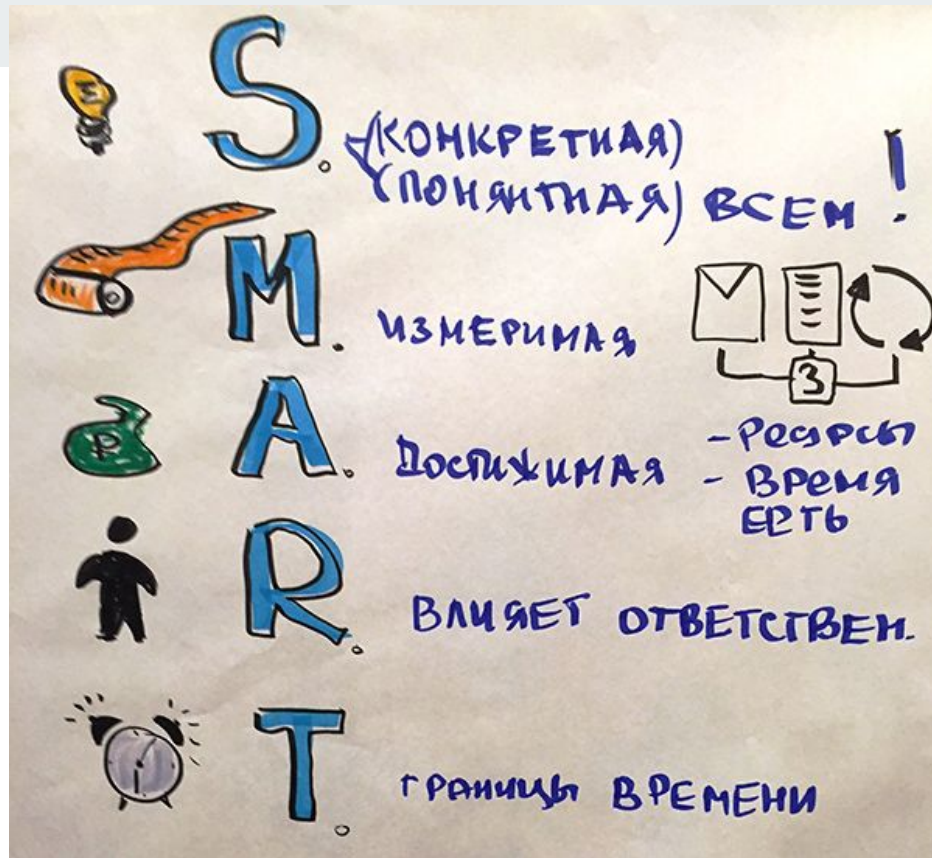 S. (КОНКРЕТНАЯ)
(ПОНЯТНАЯ) ВСЕМ !
M. ИЗМЕРИМАЯ
3
Р
A. ДОСТИЖИМАЯ - РЕСУРСЫ
- ВРЕМЯ
ЕСТЬ
R. ВЛИЯЕТ ОТВЕТСТВЕН.
T. ГРАНИЦЫ ВРЕМЕНИ